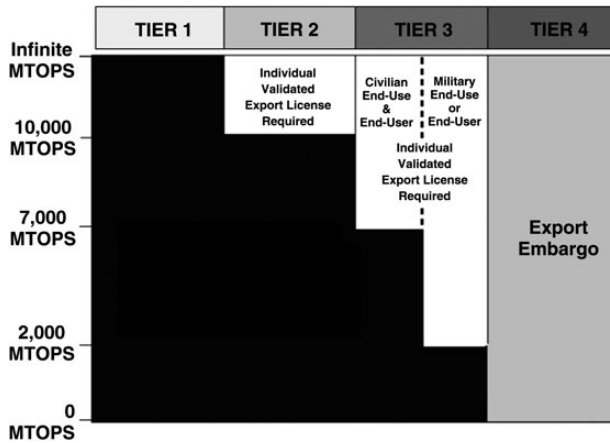 TIER 1
TIER 2
TIER 3
TIER 4
Infinite
MTOPS
10,000
MTOPS
7,000
MTOPS
2,000
MTOPS
0
MTOPS
Individual
Validated
Export License
Required
Civilian
End-Use
&
End-User
Military
End-Use
or
End-User
Individual
Validated
Export License
Required
Export
Embargo